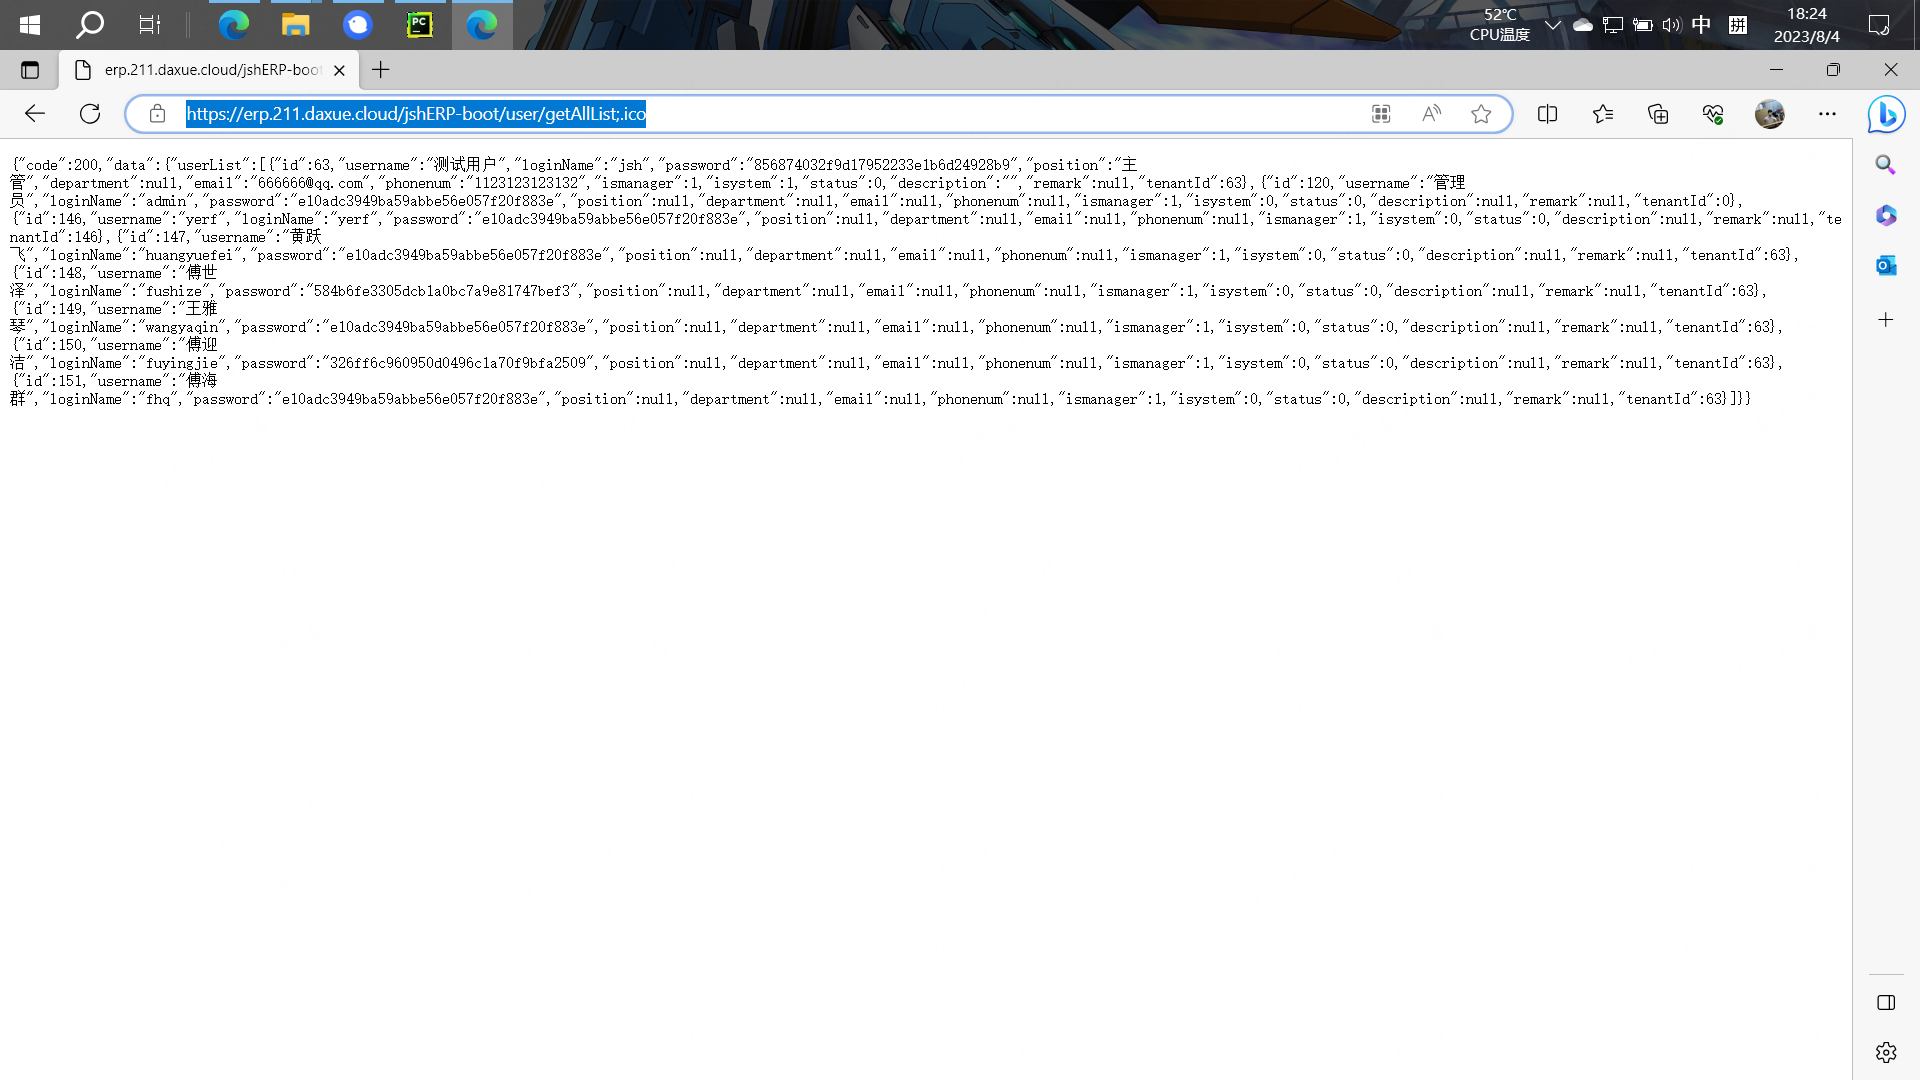 52℃
CPU温度
中
拼
18:24
2023/8/4
PC
erp.211.daxue.cloud/jshERP-boot
https://erp.211.daxue.cloud/jshERP-boot/user/getAllList;.ico
{"code":200,"data":{"userList":[{"id":63,"username":"测试用户","loginName":"jsh","password":"856874032f9d17952233e1b6d24928b9","position":"主
管","department":null,"email":"666666@qq.com","phonenum":"1123123123132","ismanager":1,"isystem":1,"status":0,"description":"","remark":null,"tenantId":63},{"id":120,"username":"管理
员","loginName":"admin","password":"e10adc3949ba59abbe56e057f20f883e","position":null,"department":null,"email":null,"phonenum":null,"ismanager":1,"isystem":0,"status":0,"description":null,"remark":null,"tenantId":0},
{"id":146,"username":"yerf","loginName":"yerf","password":"e10adc3949ba59abbe56e057f20f883e","position":null,"department":null,"email":null,"phonenum":null,"ismanager":1,"isystem":0,"status":0,"description":null,"remark":null,"te
nantId":146},{"id":147,"username":"黄跃
飞","loginName":"huangyuefei","password":"e10adc3949ba59abbe56e057f20f883e","position":null,"department":null,"email":null,"phonenum":null,"ismanager":1,"isystem":0,"status":0,"description":null,"remark":null,"tenantId":63},
{"id":148,"username":"傅世
泽","loginName":"fushize","password":"584b6fe3305dcb1a0bc7a9e81747bef3","position":null,"department":null,"email":null,"phonenum":null,"ismanager":1,"isystem":0,"status":0,"description":null,"remark":null,"tenantId":63},
{"id":149,"username":"王雅
琴","loginName":"wangyaqin","password":"e10adc3949ba59abbe56e057f20f883e","position":null,"department":null,"email":null,"phonenum":null,"ismanager":1,"isystem":0,"status":0,"description":null,"remark":null,"tenantId":63},
{"id":150,"username":"傅迎
洁","loginName":"fuyingjie","password":"326ff6c960950d0496c1a70f9bfa2509","position":null,"department":null,"email":null,"phonenum":null,"ismanager":1,"isystem":0,"status":0,"description":null,"remark":null,"tenantId":63},
{"id":151,"username":"傅海
群","loginName":"fhq","password":"e10adc3949ba59abbe56e057f20f883e","position":null,"department":null,"email":null,"phonenum":null,"ismanager":1,"isystem":0,"status":0,"description":null,"remark":null,"tenantId":63}]}}